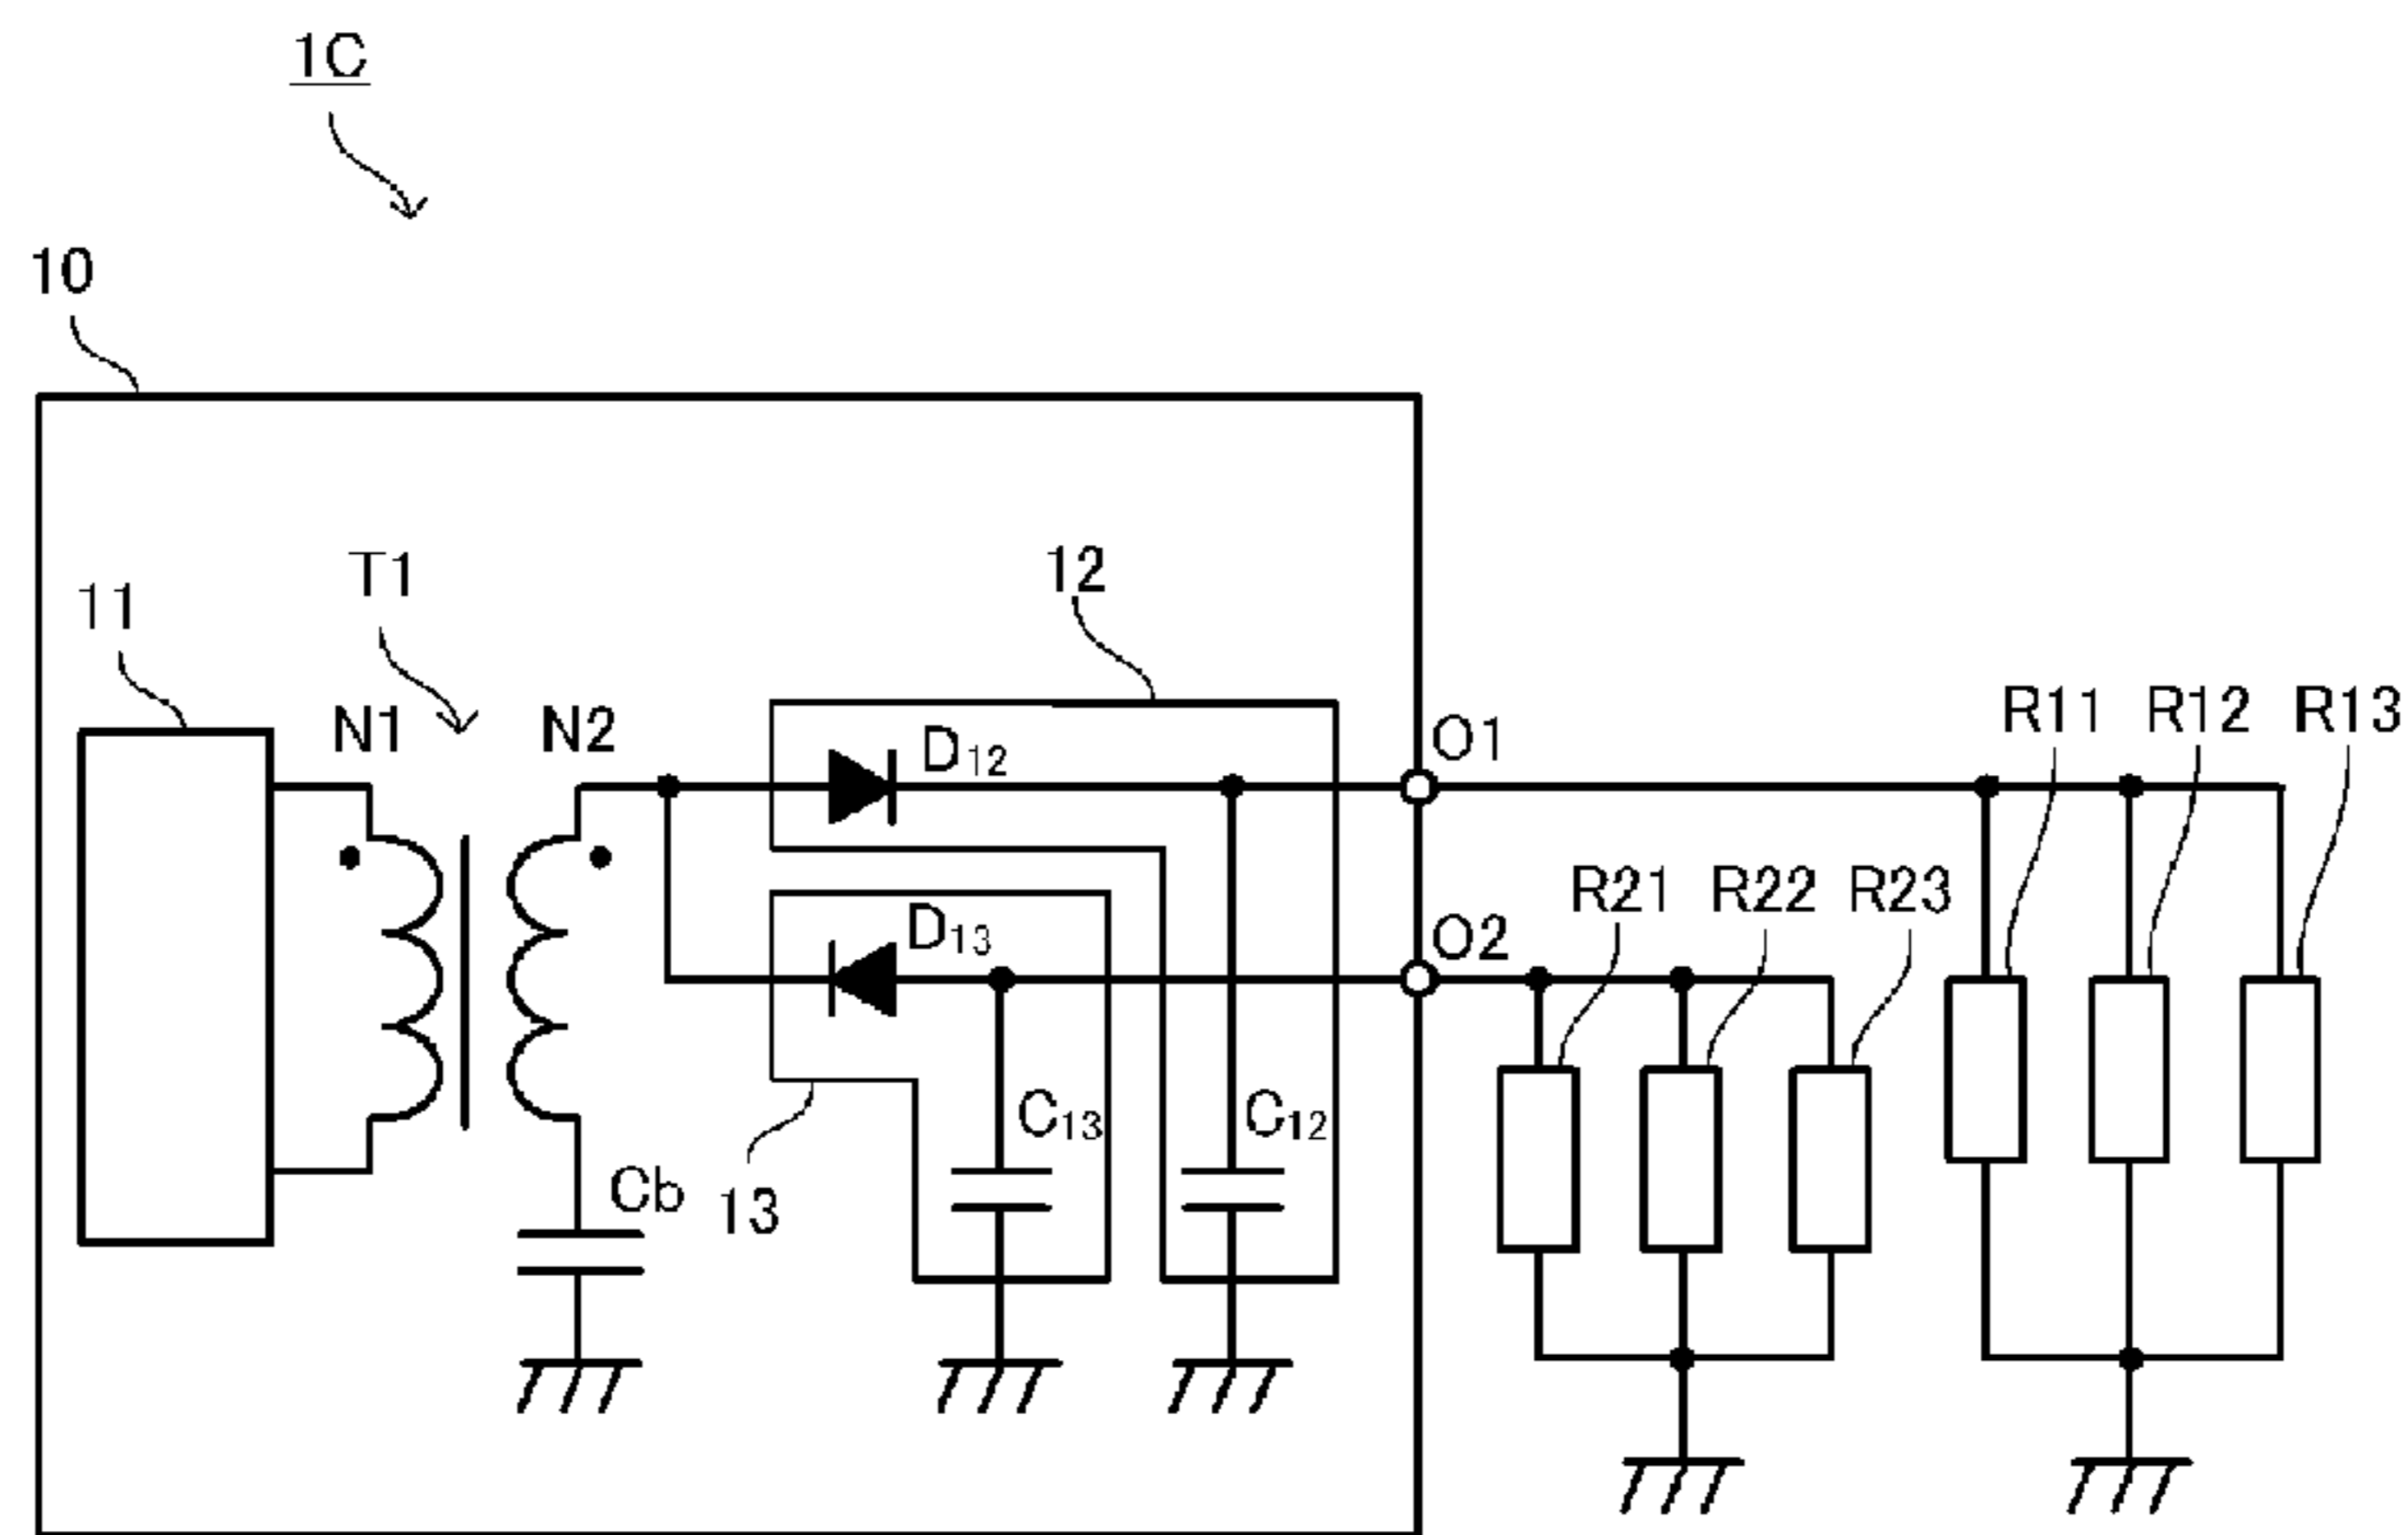 1C
10
T1
12
11
N1
N2
D₁₂
O1
R11
R12
R13
R21
R22
R23
D₁₃
O2
C₁₃
C₁₂
Cb
13